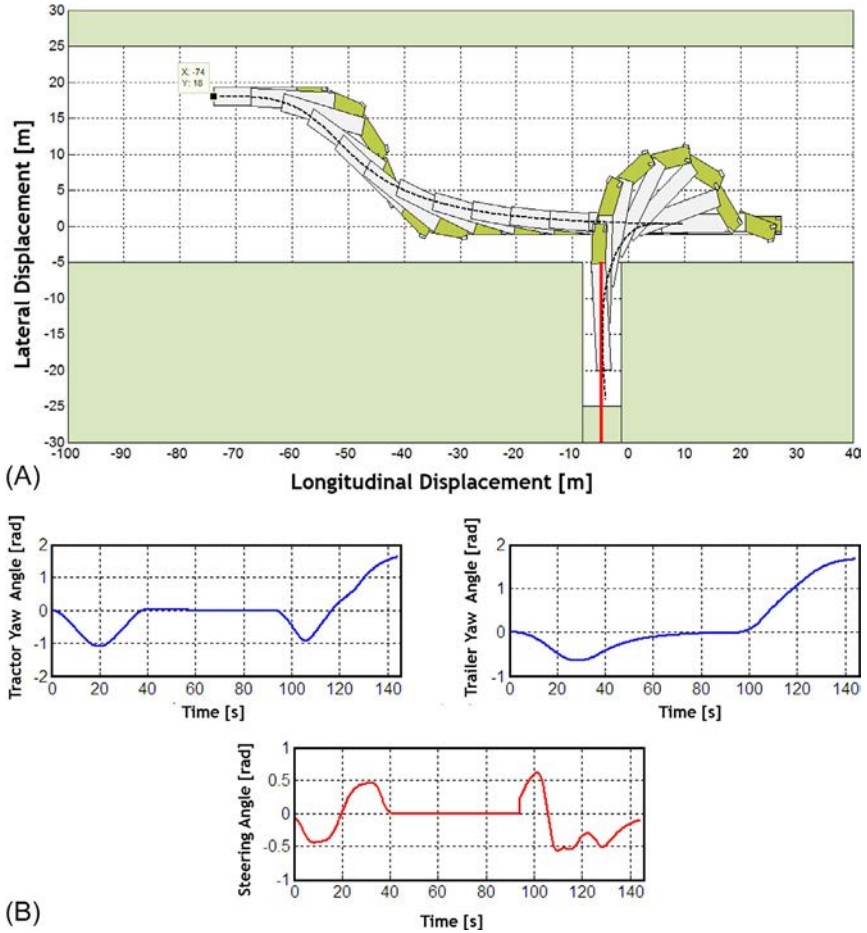 30
25
20
15
10
5
0
-5
-10
-15
-20
-25
-30
Lateral Displacement [m]
X: -74
Y: 18
-100 -90 -80 -70 -60 -50 -40 -30 -20 -10 0 10 20 30 40
Longitudinal Displacement [m]
(A)
Tractor Yaw Angle [rad]
2
1
0
-1
-2
0 20 40 60 80 100 120 140
Time [s]
Trailer Yaw Angle [rad]
2
1
0
-1
0 20 40 60 80 100 120 140
Time [s]
Steering Angle [rad]
1
0.5
0
-0.5
-1
0 20 40 60 80 100 120 140
Time [s]
(B)